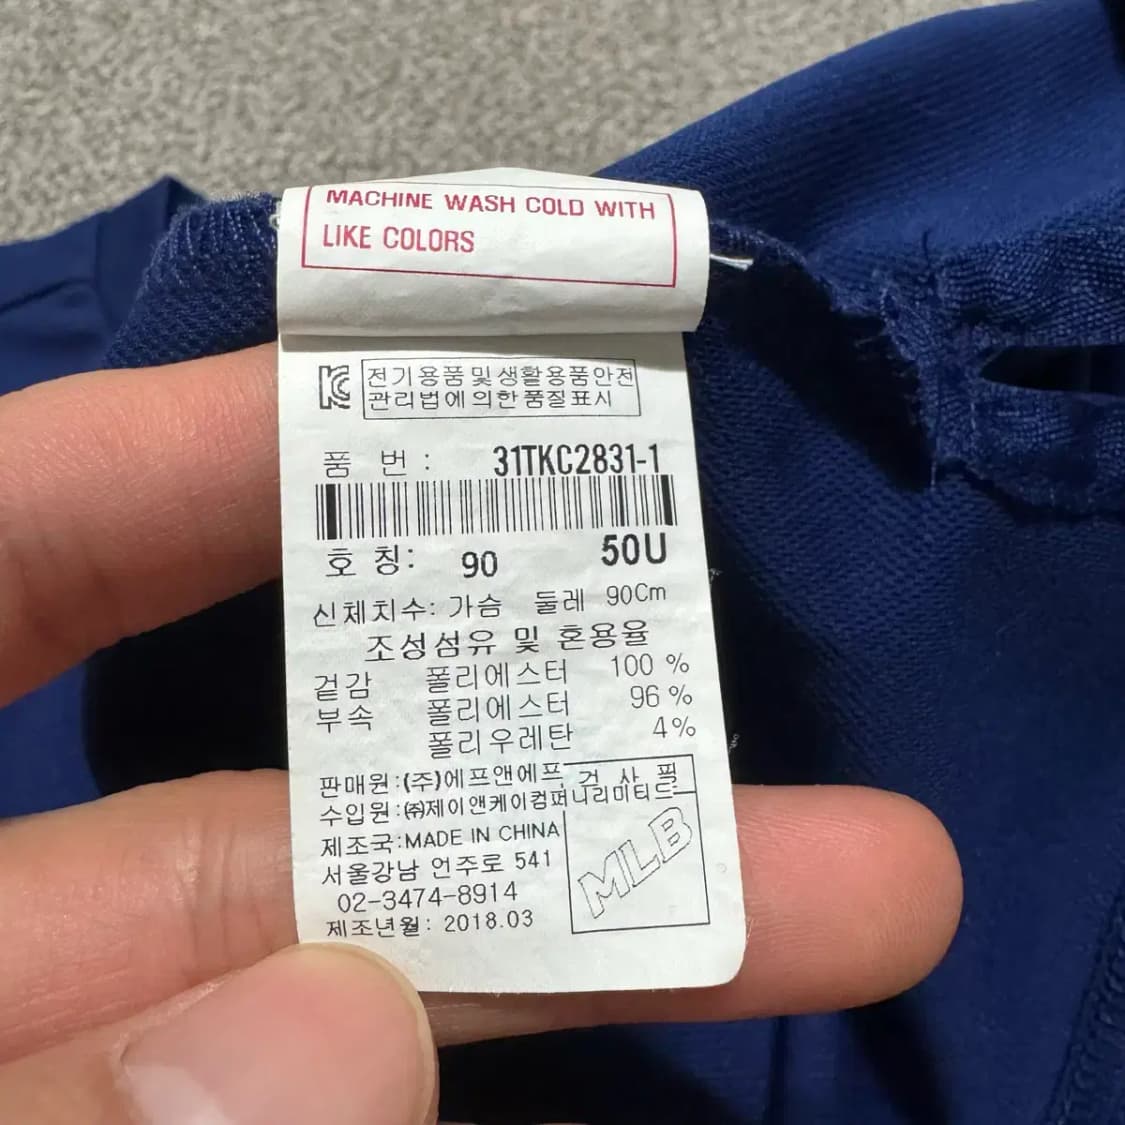 MACHINE WASH COLD WITH
LIKE COLORS
전기용품및생활용품안전
관리법에의한품질표시
품 번 : 31TKC2831-1
호 칭: 90 50U
신체치수: 가슴 둘레 90Cm
조성섬유 및 혼용율
겉감 폴리에스터 100 %
부속 폴리에스터 96 %
폴리우레탄 4%
판매원:(주)에프앤에프
검 사 필
수입원:㈜제이앤케이컴퍼니리미티드
제조국:MADE IN CHINA
서울강남 언주로 541
02-3474-8914
제조년월: 2018.03
MLB